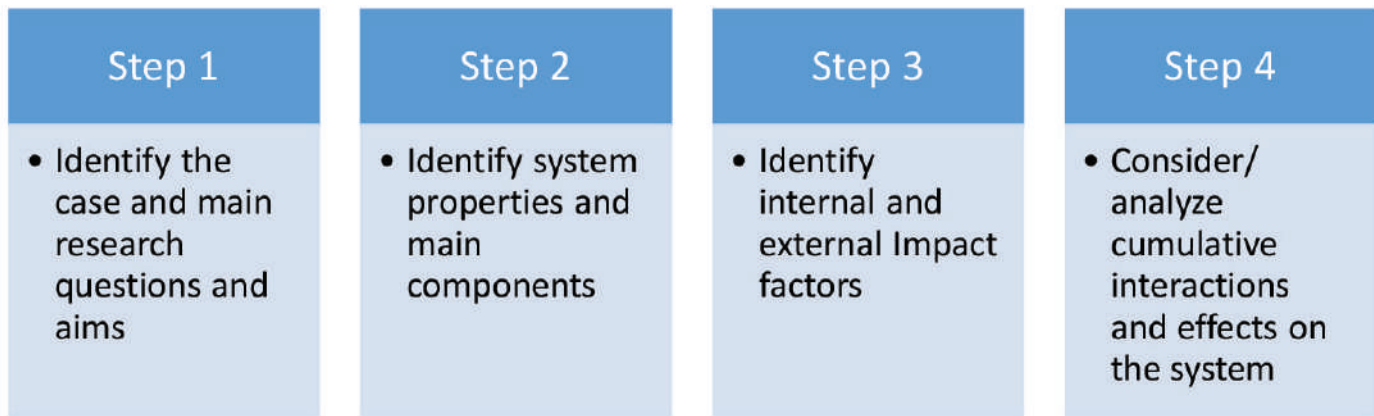 Step 1
• Identify the
case and main
research
questions and
aims
Step 2
• Identify system
properties and
main
components
Step 3
• Identify
internal and
external Impact
factors
Step 4
• Consider/
analyze
cumulative
interactions
and effects on
the system